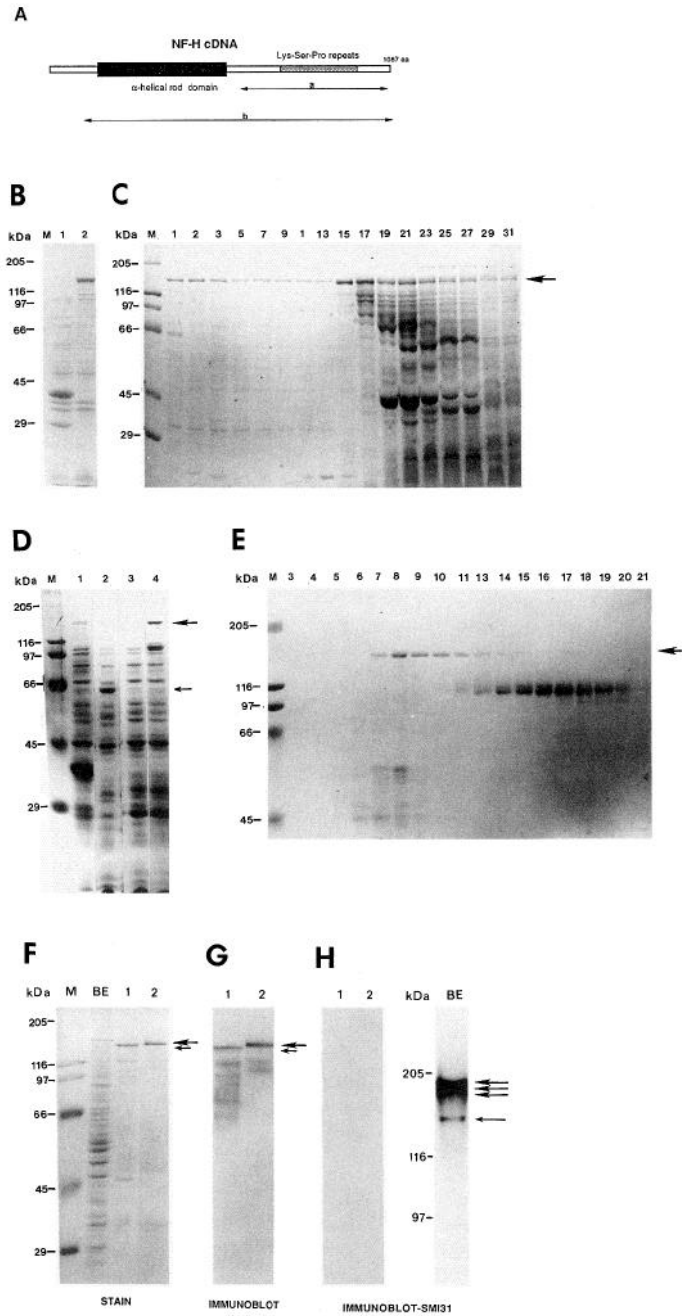 A
NF-H cDNA
Lys-Ser-Pro repeats
1087 aa
α-helical rod domain
a
b
B
kDa M 1 2
205-
116-
97-
66-
45-
29-
C
kDa M 1 2 3 5 7 9 1 13 15 17 19 21 23 25 27 29 31
205-
116-
97-
66-
45-
29-
D
kDa M 1 2 3 4
205-
116-
97-
66-
45-
29-
E
kDa M 3 4 5 6 7 8 9 10 11 13 14 15 16 17 18 19 20 21
205-
116-
97-
66-
45-
F
kDa M BE 1 2
205-
116-
97-
66-
45-
29-
STAIN
G
1 2
IMMUNOBLOT
H
1 2 kDa BE
205-
116-
97-
IMMUNOBLOT-SMI31